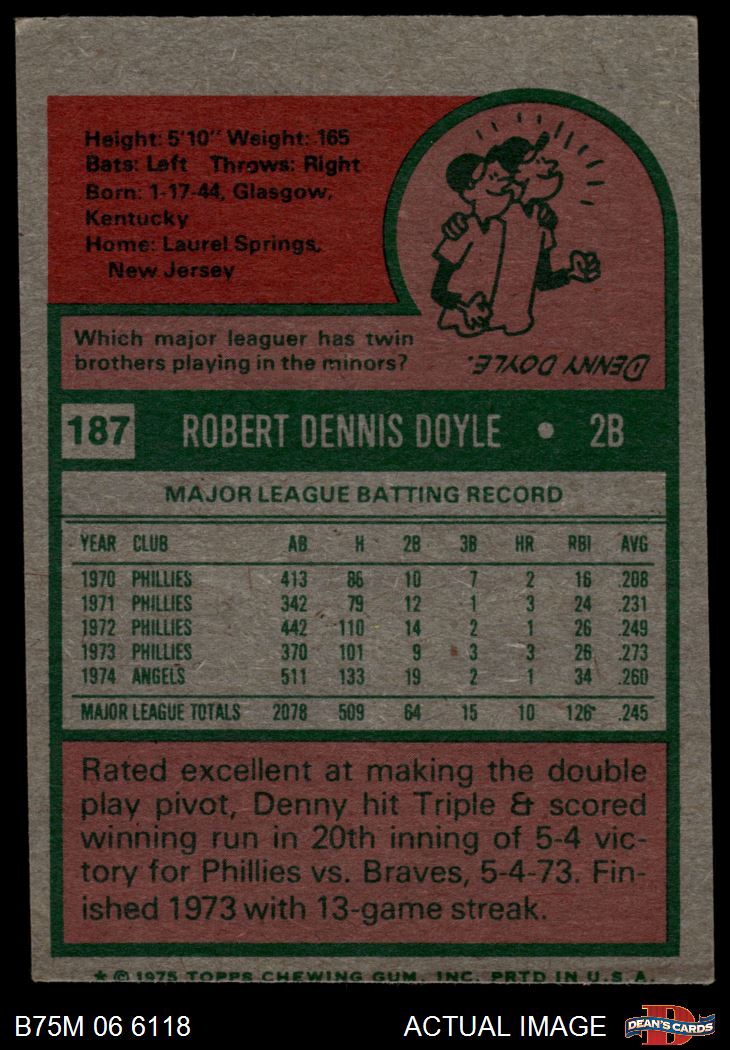 Height: 5'10" Weight: 165
Bats: Left Throws: Right
Born: 1-17-44, Glasgow,
Kentucky
Home: Laurel Springs,
New Jersey
Which major leaguer has twin
brothers playing in the minors?
DENNY DOYLE.
187 ROBERT DENNIS DOYLE • 2B
MAJOR LEAGUE BATTING RECORD
YEAR CLUB AB H 2B 3B HR RBI AVG
1970 PHILLIES 413 86 10 7 2 16 .208
1971 PHILLIES 342 79 12 1 3 24 .231
1972 PHILLIES 442 110 14 2 1 26 .249
1973 PHILLIES 370 101 9 3 3 26 .273
1974 ANGELS 511 133 19 2 1 34 .260
MAJOR LEAGUE TOTALS 2078 509 64 15 10 126 .245
Rated excellent at making the double
play pivot, Denny hit Triple & scored
winning run in 20th inning of 5-4 vic-
tory for Phillies vs. Braves, 5-4-73. Fin-
ished 1973 with 13-game streak.
★ © 1975 TOPPS CHEWING GUM, INC. PRTD IN U.S.A.
B75M 06 6118 ACTUAL IMAGE D DEAN'S CARDS